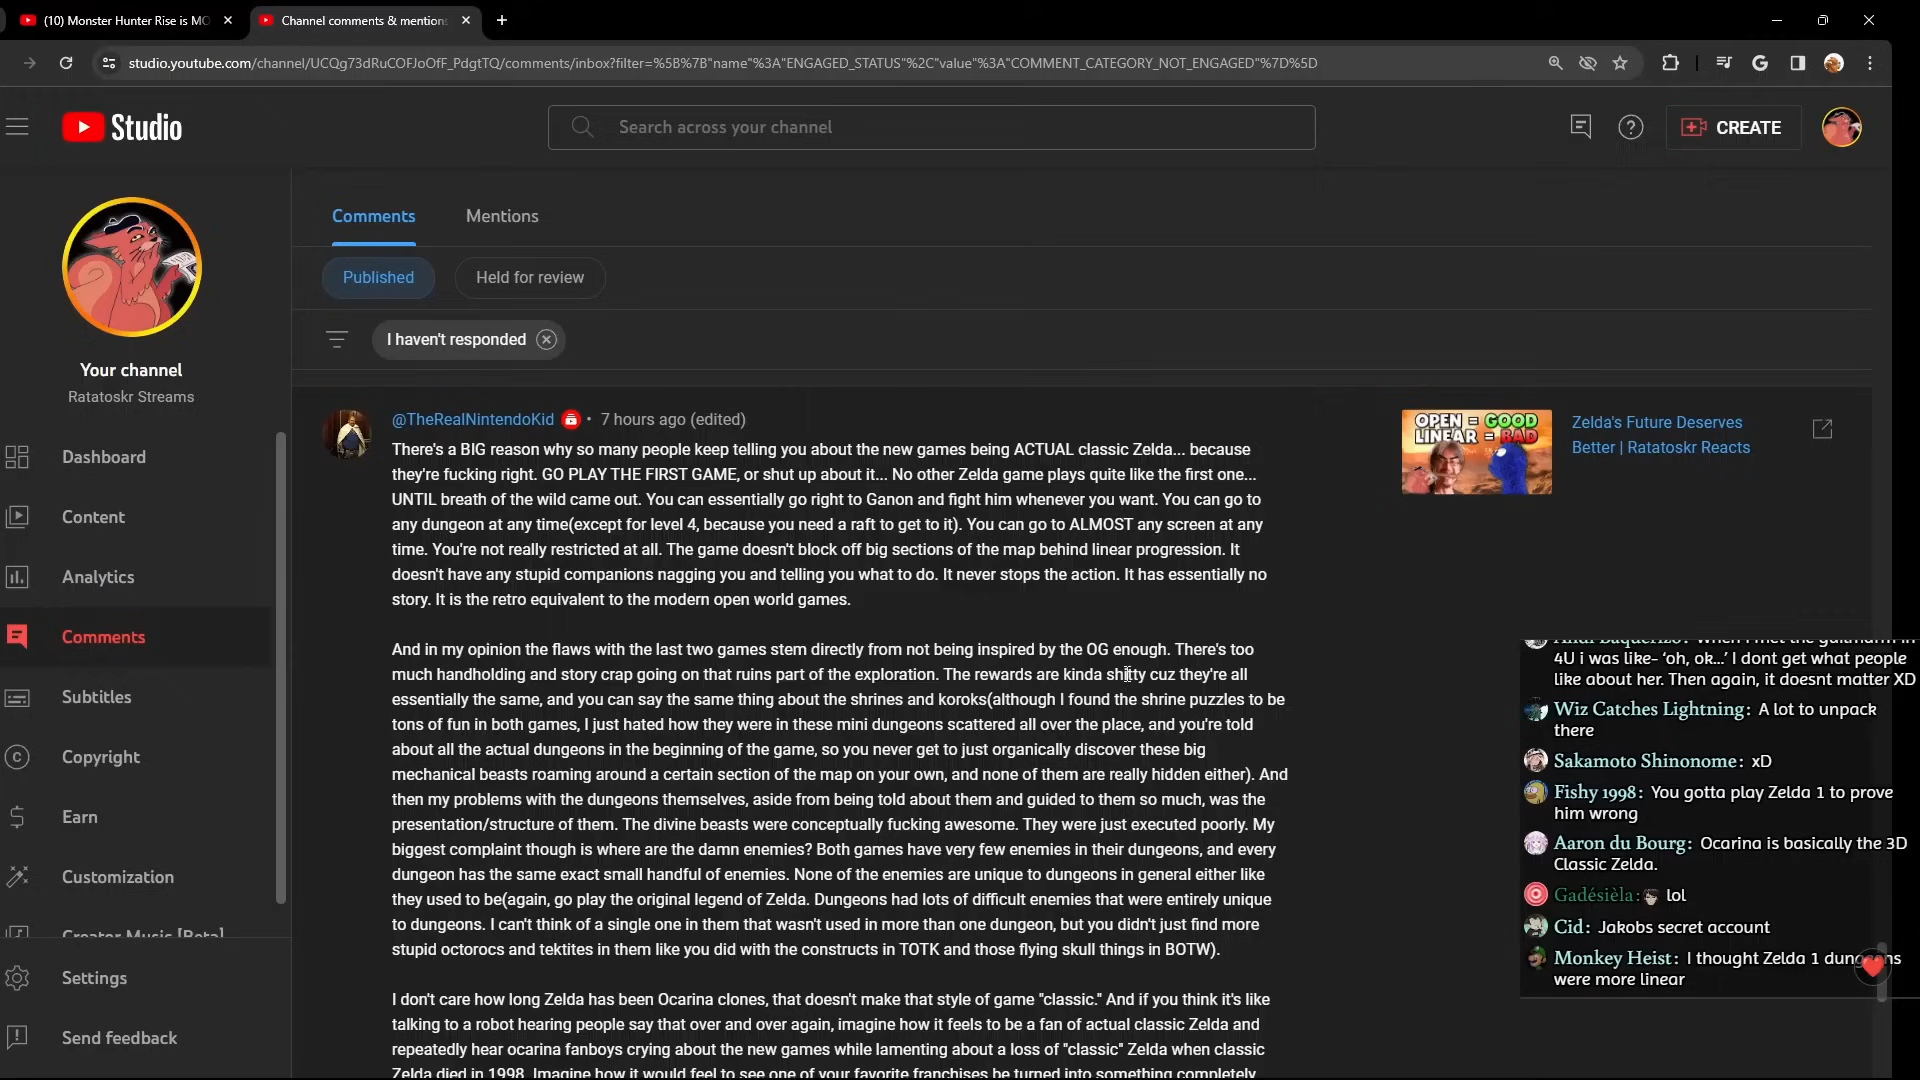 (10) Monster Hunter Rise is MO
Channel comments & mention
studio.youtube.com/channel/UCQg73dRuCOFJoOfF_PdgtTQ/comments/inbox?filter=%5B%7B"name"%3A"ENGAGED_STATUS"%2C"value"%3A"COMMENT_CATEGORY_NOT_ENGAGED"%7D%5D
Studio
Search across your channel
CREATE
Your channel
Ratatoskr Streams
Dashboard
Content
Analytics
Comments
Subtitles
Copyright
Earn
Customization
Creator Music [Beta]
Settings
Send feedback
Comments
Mentions
Published
Held for review
I haven't responded
@TheRealNintendoKid • 7 hours ago (edited)
There's a BIG reason why so many people keep telling you about the new games being ACTUAL classic Zelda... because
they're fucking right. GO PLAY THE FIRST GAME, or shut up about it... No other Zelda game plays quite like the first one...
UNTIL breath of the wild came out. You can essentially go right to Ganon and fight him whenever you want. You can go to
any dungeon at any time(except for level 4, because you need a raft to get to it). You can go to ALMOST any screen at any
time. You're not really restricted at all. The game doesn't block off big sections of the map behind linear progression. It
doesn't have any stupid companions nagging you and telling you what to do. It never stops the action. It has essentially no
story. It is the retro equivalent to the modern open world games.
And in my opinion the flaws with the last two games stem directly from not being inspired by the OG enough. There's too
much handholding and story crap going on that ruins part of the exploration. The rewards are kinda shitty cuz they're all
essentially the same, and you can say the same thing about the shrines and koroks(although I found the shrine puzzles to be
tons of fun in both games, I just hated how they were in these mini dungeons scattered all over the place, and you're told
about all the actual dungeons in the beginning of the game, so you never get to just organically discover these big
mechanical beasts roaming around a certain section of the map on your own, and none of them are really hidden either). And
then my problems with the dungeons themselves, aside from being told about them and guided to them so much, was the
presentation/structure of them. The divine beasts were conceptually fucking awesome. They were just executed poorly. My
biggest complaint though is where are the damn enemies? Both games have very few enemies in their dungeons, and every
dungeon has the same exact small handful of enemies. None of the enemies are unique to dungeons in general either like
they used to be(again, go play the original legend of Zelda. Dungeons had lots of difficult enemies that were entirely unique
to dungeons. I can't think of a single one in them that wasn't used in more than one dungeon, but you didn't just find more
stupid octorocs and tektites in them like you did with the constructs in TOTK and those flying skull things in BOTW).
I don't care how long Zelda has been Ocarina clones, that doesn't make that style of game "classic." And if you think it's like
talking to a robot hearing people say that over and over again, imagine how it feels to be a fan of actual classic Zelda and
repeatedly hear ocarina fanboys crying about the new games while lamenting about a loss of "classic" Zelda when classic
Zelda died in 1998. Imagine how it would feel to see one of your favorite franchises be turned into something completely
OPEN = GOOD
LINEAR = BAD
Zelda's Future Deserves
Better | Ratatoskr Reacts
4U i was like- 'oh, ok...' I dont get what people
like about her. Then again, it doesnt matter XD
Wiz Catches Lightning: A lot to unpack
there
Sakamoto Shinonome: xD
Fishy 1998: You gotta play Zelda 1 to prove
him wrong
Aaron du Bourg: Ocarina is basically the 3D
Classic Zelda.
Gadésièla: lol
Cid: Jakobs secret account
Monkey Heist: I thought Zelda 1
were more linear